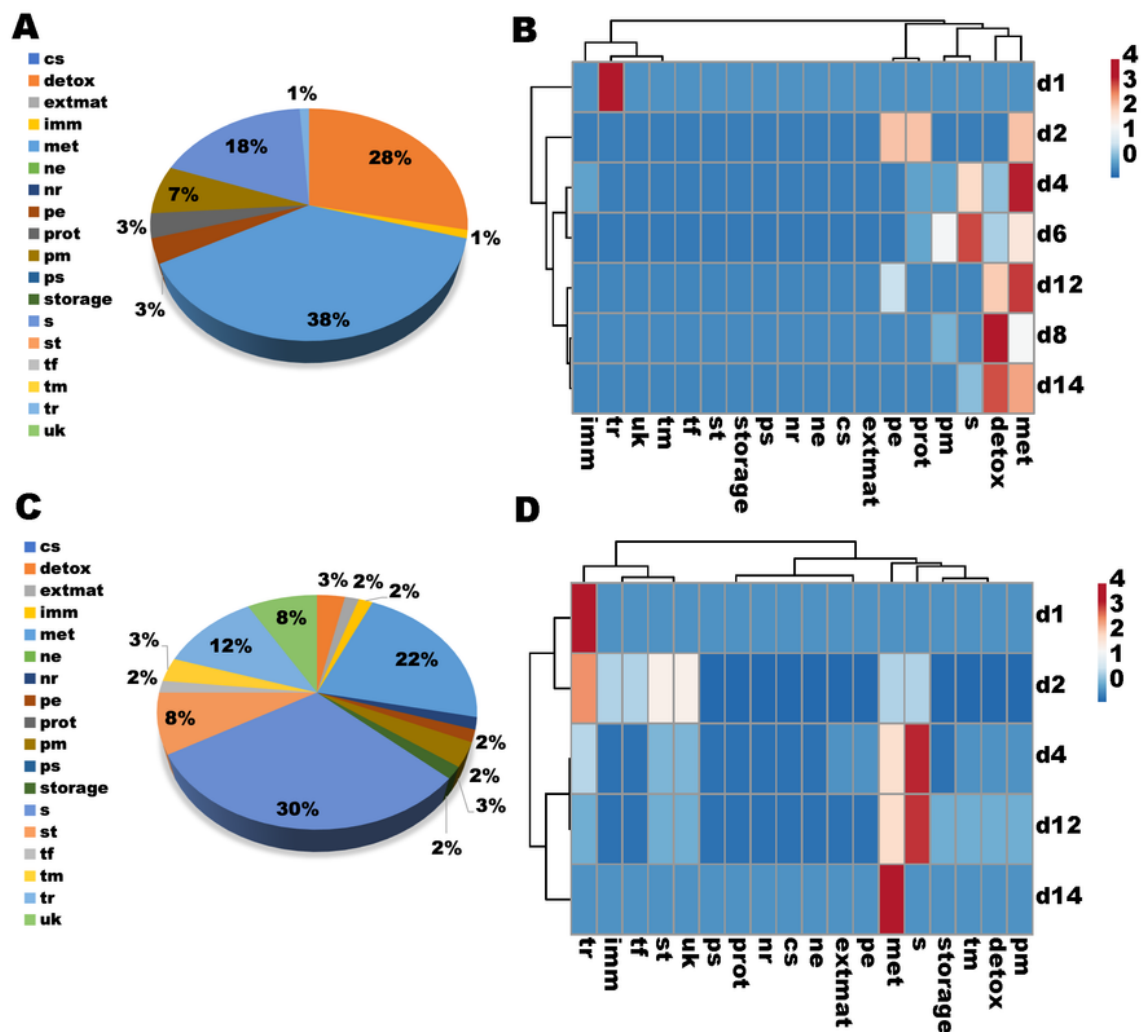 A
cs
detox
extmat
imm
met
ne
nr
pe
prot
pm
ps
storage
s
st
tf
tm
tr
uk
1%
28%
1%
38%
3%
3%
7%
18%
B
d1
d2
d4
d6
d12
d8
d14
imm
tr
uk
tm
tf
st
storage
ps
nr
ne
cs
extmat
pe
prot
pm
s
detox
met
4
3
2
1
0
C
cs
detox
extmat
imm
met
ne
nr
pe
prot
pm
ps
storage
s
st
tf
tm
tr
uk
3%
2%
2%
22%
2%
2%
3%
2%
30%
8%
2%
3%
12%
8%
D
d1
d2
d4
d12
d14
tr
imm
tf
st
uk
ps
prot
nr
cs
ne
extmat
pe
met
s
storage
tm
detox
pm
4
3
2
1
0